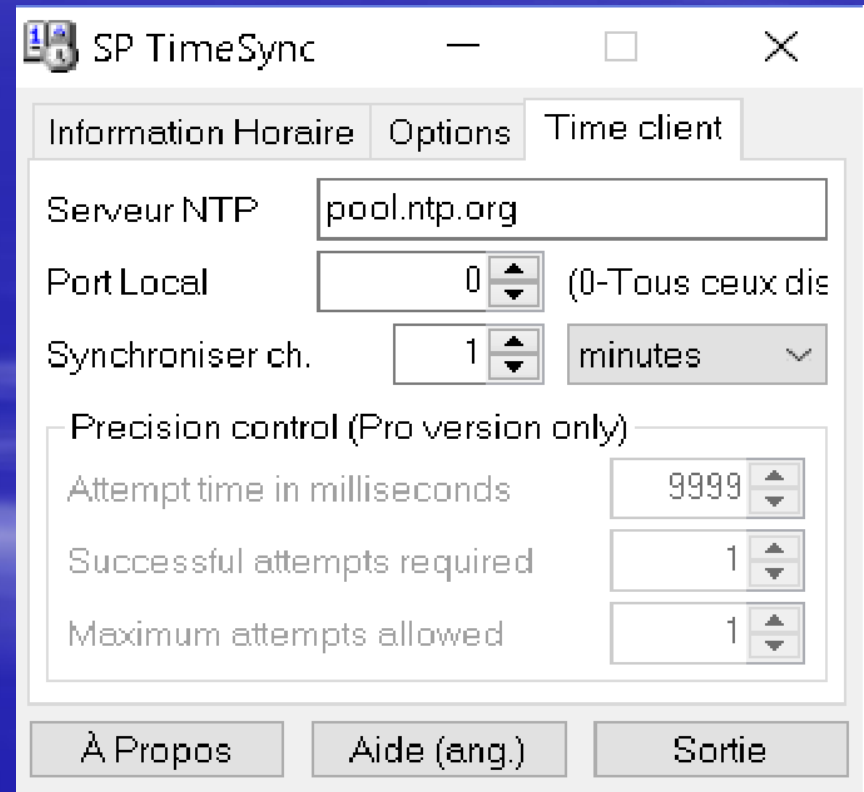 SP TimeSync
Information Horaire Options Time client
Serveur NTP pool.ntp.org
Port Local 0 (0-Tous ceux dis
Synchroniser ch. 1 minutes
Precision control (Pro version only)
Attempt time in milliseconds 9999
Successful attempts required 1
Maximum attempts allowed 1
À Propos Aide (ang.) Sortie